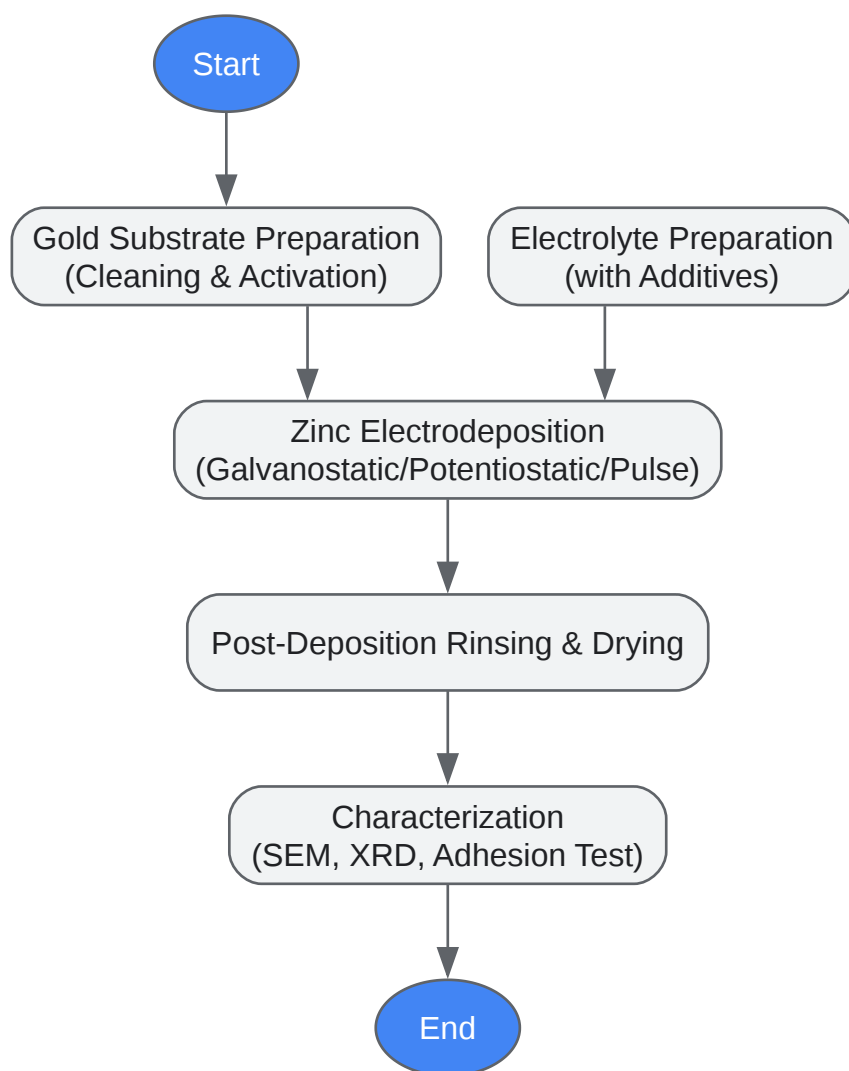 Start
Gold Substrate Preparation
(Cleaning & Activation)
Electrolyte Preparation
(with Additives)
Zinc Electrodeposition
(Galvanostatic/Potentiostatic/Pulse)
Post-Deposition Rinsing & Drying
Characterization
(SEM, XRD, Adhesion Test)
End